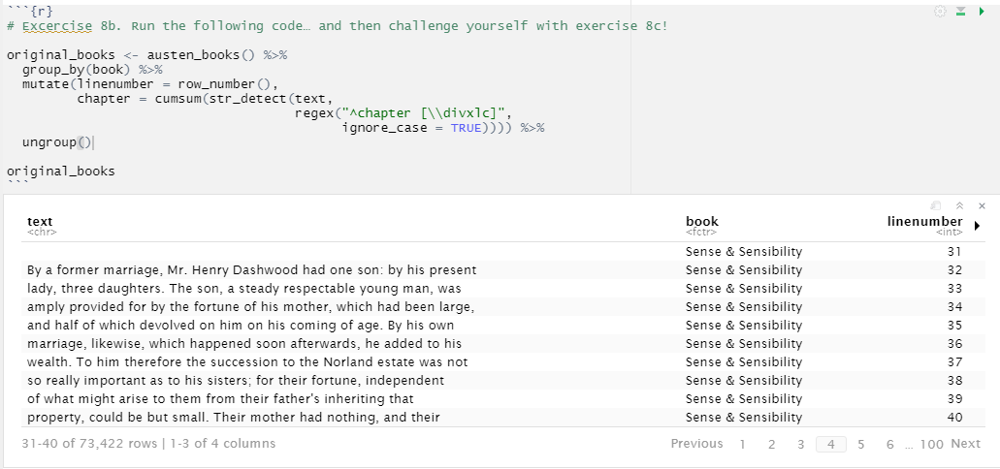 ```{r}
# Excercise 8b. Run the following code… and then challenge yourself with exercise 8c!
original_books <- austen_books() %>%
group_by(book) %>%
mutate(linenumber = row_number(),
chapter = cumsum(str_detect(text,
regex("^chapter [\\divxlc]",
ignore_case = TRUE)))) %>%
ungroup()
original_books
```
text book linenumber
<chr> <fctr> <int>
Sense & Sensibility 31
By a former marriage, Mr. Henry Dashwood had one son: by his present Sense & Sensibility 32
lady, three daughters. The son, a steady respectable young man, was Sense & Sensibility 33
amply provided for by the fortune of his mother, which had been large, Sense & Sensibility 34
and half of which devolved on him on his coming of age. By his own Sense & Sensibility 35
marriage, likewise, which happened soon afterwards, he added to his Sense & Sensibility 36
wealth. To him therefore the succession to the Norland estate was not Sense & Sensibility 37
so really important as to his sisters; for their fortune, independent Sense & Sensibility 38
of what might arise to them from their father's inheriting that Sense & Sensibility 39
property, could be but small. Their mother had nothing, and their Sense & Sensibility 40
31-40 of 73,422 rows | 1-3 of 4 columns Previous 1 2 3 4 5 6 … 100 Next